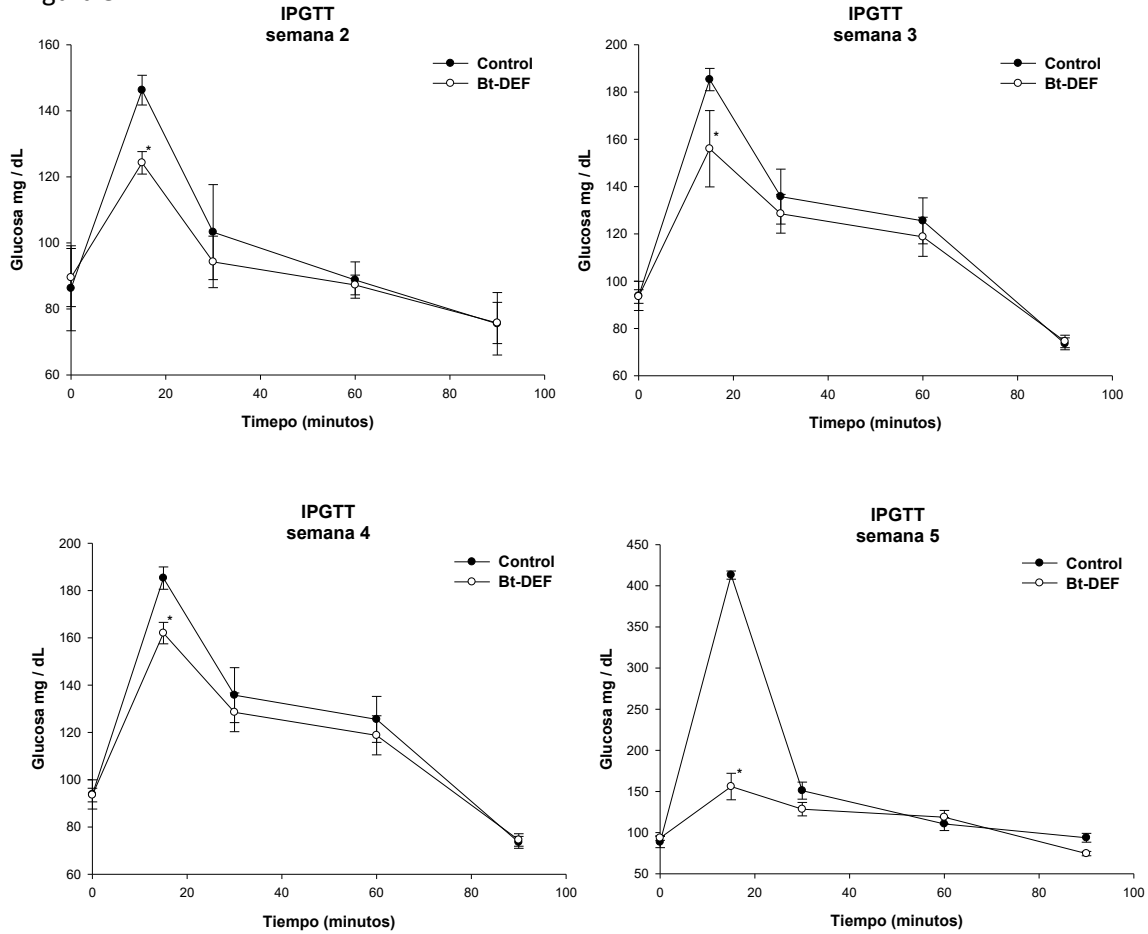 IPGTT
semana 2
160
140
120
100
80
60
Glucosa mg / dL
Control
Bt-DEF
*
0
20
40
60
80
100
Timepo (minutos)
IPGTT
semana 3
200
180
160
140
120
100
80
60
Glucosa mg / dL
Control
Bt-DEF
*
0
20
40
60
80
100
Timepo (minutos)
IPGTT
semana 4
200
180
160
140
120
100
80
60
Glucosa mg / dL
Control
Bt-DEF
*
0
20
40
60
80
100
Tiempo (minutos)
IPGTT
semana 5
450
400
350
300
250
200
150
100
50
Glucosa mg / dL
Control
Bt-DEF
*
0
20
40
60
80
100
Tiempo (minutos)